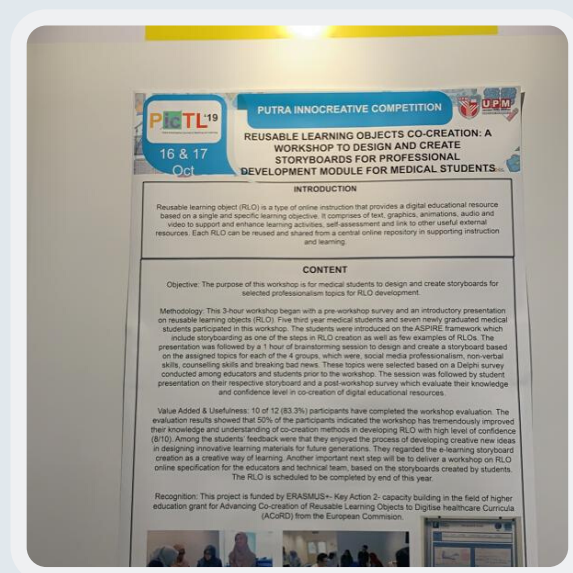 PicTL'19
16 & 17
Oct
PUTRA INNOCREATIVE COMPETITION
UPM
REUSABLE LEARNING OBJECTS CO-CREATION: A
WORKSHOP TO DESIGN AND CREATE
STORYBOARDS FOR PROFESSIONAL
DEVELOPMENT MODULE FOR MEDICAL STUDENTS
INTRODUCTION
Reusable learning object (RLO) is a type of online instruction that provides a digital educational resource
based on a single and specific learning objective. It comprises of text, graphics, animations, audio and
video to support and enhance learning activities, self-assessment and link to other useful external
resources. Each RLO can be reused and shared from a central online repository in supporting instruction
and learning.
CONTENT
Objective: The purpose of this workshop is for medical students to design and create storyboards for
selected professionalism topics for RLO development.
Methodology: This 3-hour workshop began with a pre-workshop survey and an introductory presentation
on reusable learning objects (RLO). Five third year medical students and seven newly graduated medical
students participated in this workshop. The students were introduced on the ASPIRE framework which
include storyboarding as one of the steps in RLO creation as well as few examples of RLOs. The
presentation was followed by a 1 hour of brainstorming session to design and create a storyboard based
on the assigned topics for each of the 4 groups, which were, social media professionalism, non-verbal
skills, counselling skills and breaking bad news. These topics were selected based on a Delphi survey
conducted among educators and students prior to the workshop. The session was followed by student
presentation on their respective storyboard and a post-workshop survey which evaluate their knowledge
and confidence level in co-creation of digital educational resources.
Value Added & Usefulness: 10 of 12 (83.3%) participants have completed the workshop evaluation. The
evaluation results showed that 50% of the participants indicated the workshop has tremendously improved
their knowledge and understanding of co-creation methods in developing RLO with high level of confidence
(8/10). Among the students' feedback were that they enjoyed the process of developing creative new ideas
in designing innovative learning materials for future generations. They regarded the e-learning storyboard
creation as a creative way of learning. Another important next step will be to deliver a workshop on RLO
online specification for the educators and technical team, based on the storyboards created by students.
The RLO is scheduled to be completed by end of this year.
Recognition: This project is funded by ERASMUS+- Key Action 2- capacity building in the field of higher
education grant for Advancing Co-creation of Reusable Learning Objects to Digitise healthcare Curricula
(ACoRD) from the European Commision.